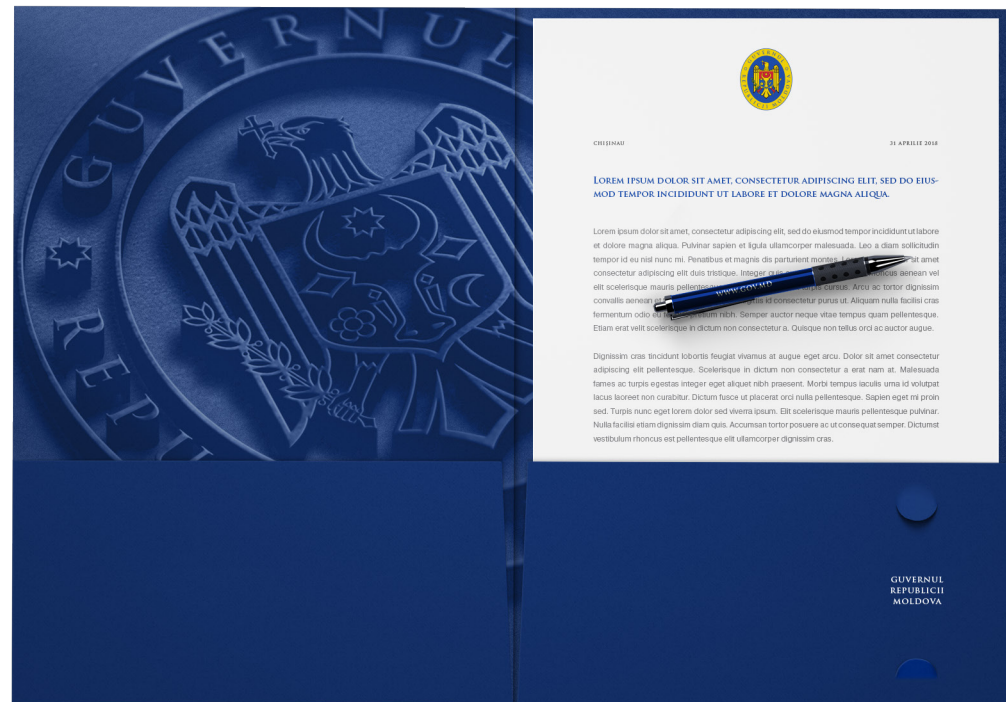 GUVERNUL
REPU
GUVERNUL
REPUBLICII MOLDOVA
CHIȘINAU
31 APRILIE 2018
LOREM IPSUM DOLOR SIT AMET, CONSECTETUR ADIPISCING ELIT, SED DO EIUS-
MOD TEMPOR INCIDIDUNT UT LABORE ET DOLORE MAGNA ALIQUA.
Lorem ipsum dolor sit amet, consectetur adipiscing elit, sed do eiusmod tempor incididunt ut labore
et dolore magna aliqua. Pulvinar sapien et ligula ullamcorper malesuada. Leo a diam sollicitudin
tempor id eu nisl nunc mi. Penatibus et magnis dis parturient montes. sit amet
consectetur adipiscing elit duis tristique. Integer quis rhoncus aenean vel
elit scelerisque mauris pellentes cursus. Arcu ac tortor dignissim
convallis aenean et id consectetur purus ut. Aliquam nulla facilisi cras
fermentum odio eu nibh. Semper auctor neque vitae tempus quam pellentesque.
Etiam erat velit scelerisque in dictum non consectetur a. Quisque non tellus orci ac auctor augue.
WWW.GOV.MD
Dignissim cras tincidunt lobortis feugiat vivamus at augue eget arcu. Dolor sit amet consectetur
adipiscing elit pellentesque. Scelerisque in dictum non consectetur a erat nam at. Malesuada
fames ac turpis egestas integer eget aliquet nibh praesent. Morbi tempus iaculis urna id volutpat
lacus laoreet non curabitur. Dictum fusce ut placerat orci nulla pellentesque. Sapien eget mi proin
sed. Turpis nunc eget lorem dolor sed viverra ipsum. Elit scelerisque mauris pellentesque pulvinar.
Nulla facilisi etiam dignissim diam quis. Accumsan tortor posuere ac ut consequat semper. Dictumst
vestibulum rhoncus est pellentesque elit ullamcorper dignissim cras.
GUVERNUL
REPUBLICII
MOLDOVA